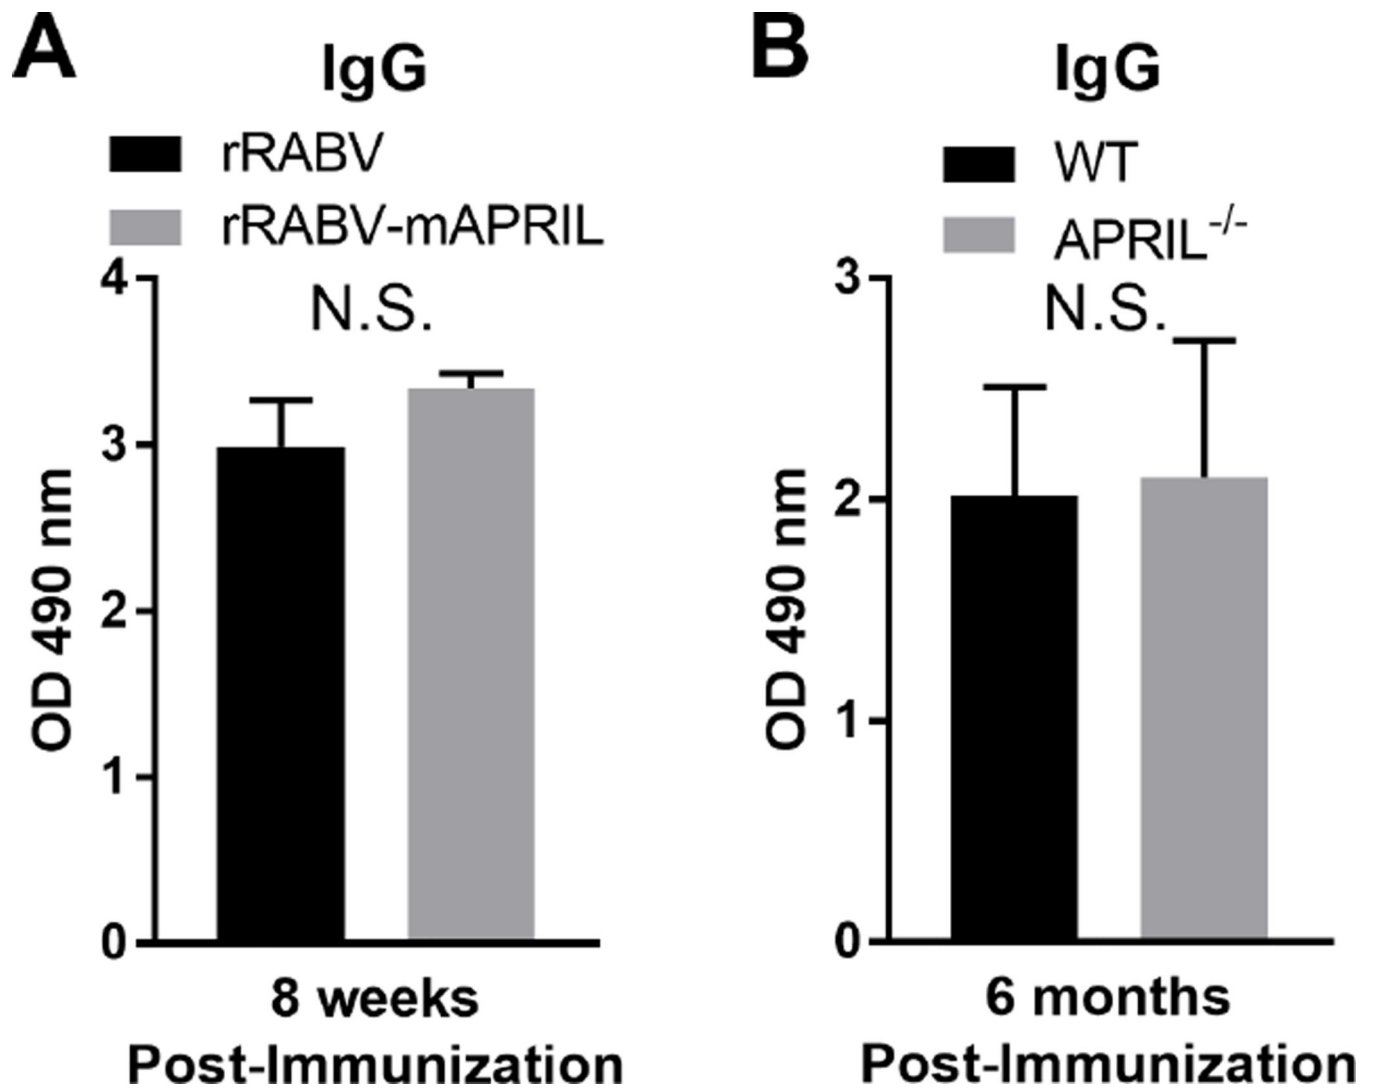 A
IgG
rRABV
rRABV-mAPRIL
N.S.
4
3
2
1
0
OD 490 nm
8 weeks
Post-Immunization
B
IgG
WT
APRIL-/-
N.S.
3
2
1
0
OD 490 nm
6 months
Post-Immunization